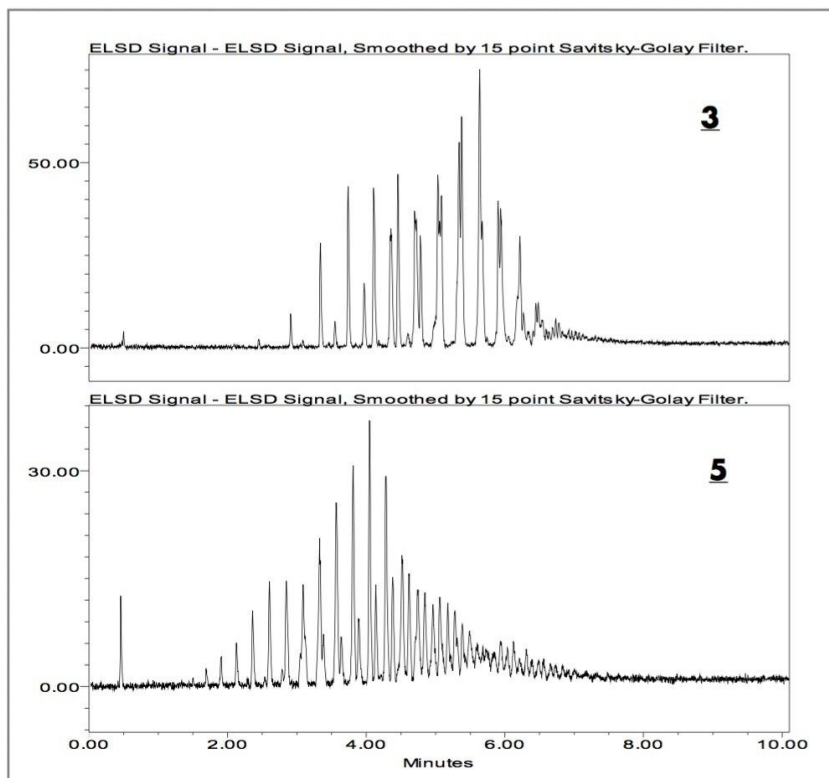 ELSD Signal - ELSD Signal, Smoothed by 15 point Savitsky-Golay Filter.
3
50.00
0.00
ELSD Signal - ELSD Signal, Smoothed by 15 point Savitsky-Golay Filter.
5
30.00
0.00
0.00 2.00 4.00 6.00 8.00 10.00
Minutes